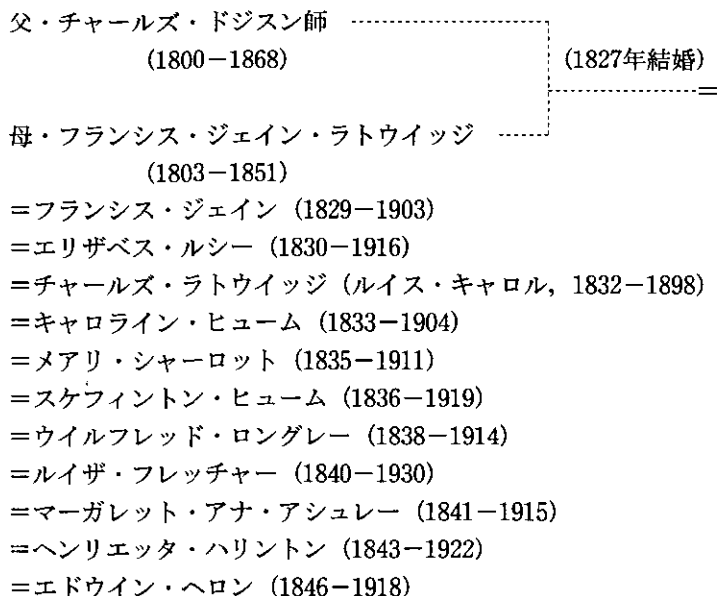 父・チャールズ・ドジスン師
(1800－1868)
(1827年結婚)
＝
母・フランシス・ジェイン・ラトウイッジ
(1803－1851)
＝フランシス・ジェイン (1829－1903)
＝エリザベス・ルシー (1830－1916)
＝チャールズ・ラトウイッジ (ルイス・キャロル, 1832－1898)
＝キャロライン・ヒューム (1833－1904)
＝メアリ・シャーロット (1835－1911)
＝スケフィントン・ヒューム (1836－1919)
＝ウイルフレッド・ロングレー (1838－1914)
＝ルイザ・フレッチャー (1840－1930)
＝マーガレット・アナ・アシュレー (1841－1915)
＝ヘンリエッタ・ハリントン (1843－1922)
＝エドウイン・ヘロン (1846－1918)